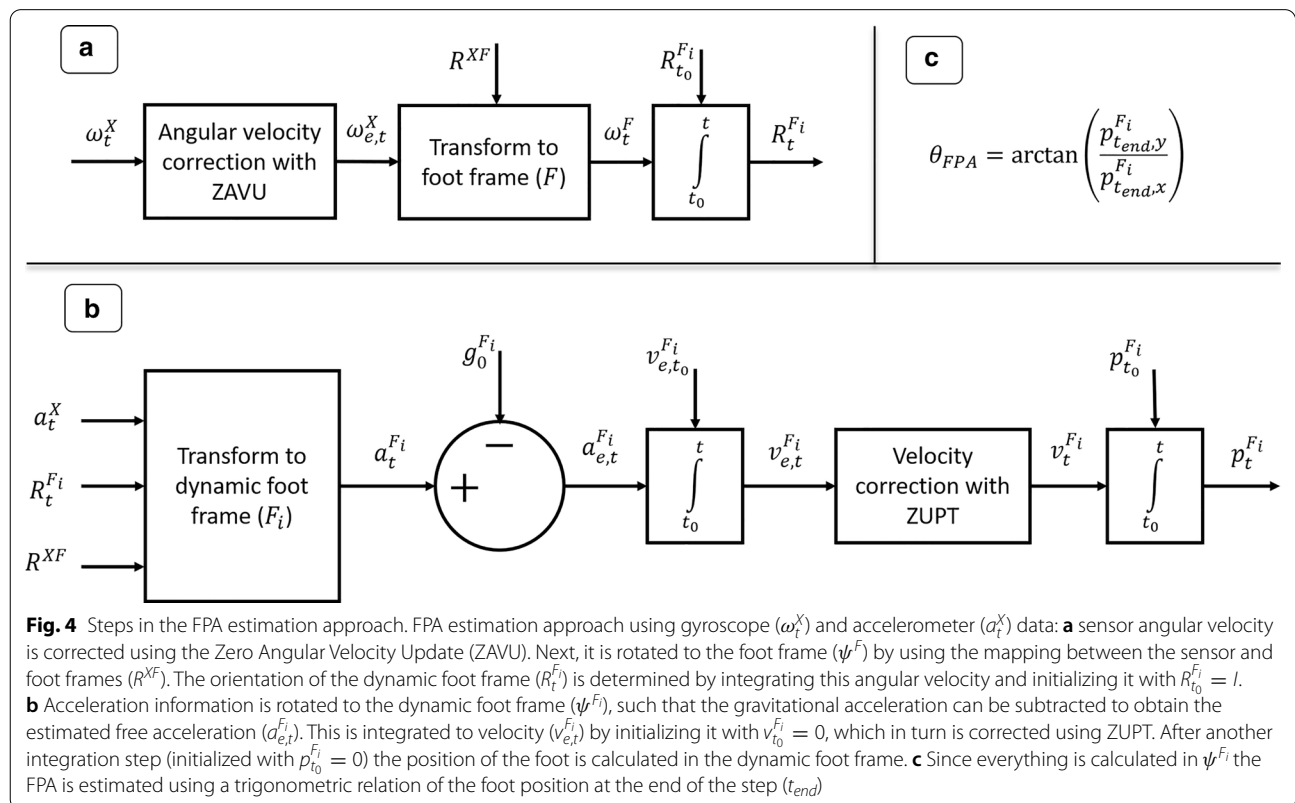 a
R^{XF}
R_{t_0}^{F_i}
ω_t^X
Angular velocity
correction with
ZAVU
ω_{e,t}^X
Transform to
foot frame (F)
ω_t^F
∫_{t_0}^{t}
R_t^{F_i}
c
θ_{FPA} = arctan(p_{t_{end},y}^{F_i} / p_{t_{end},x}^{F_i})
b
g_0^{F_i}
v_{e,t_0}^{F_i}
p_{t_0}^{F_i}
a_t^X
R_t^{F_i}
R^{XF}
Transform to
dynamic foot
frame (F_i)
a_t^{F_i}
+
−
a_{e,t}^{F_i}
∫_{t_0}^{t}
v_{e,t}^{F_i}
Velocity
correction with
ZUPT
v_t^{F_i}
∫_{t_0}^{t}
p_t^{F_i}
Fig. 4 Steps in the FPA estimation approach. FPA estimation approach using gyroscope (ω_t^X) and accelerometer (a_t^X) data: a sensor angular velocity
is corrected using the Zero Angular Velocity Update (ZAVU). Next, it is rotated to the foot frame (ψ^F) by using the mapping between the sensor and
foot frames (R^{XF}). The orientation of the dynamic foot frame (R_t^{F_i}) is determined by integrating this angular velocity and initializing it with R_{t_0}^{F_i} = I.
b Acceleration information is rotated to the dynamic foot frame (ψ^{F_i}), such that the gravitational acceleration can be subtracted to obtain the
estimated free acceleration (a_{e,t}^{F_i}). This is integrated to velocity (v_{e,t}^{F_i}) by initializing it with v_{t_0}^{F_i} = 0, which in turn is corrected using ZUPT. After another
integration step (initialized with p_{t_0}^{F_i} = 0) the position of the foot is calculated in the dynamic foot frame. c Since everything is calculated in ψ^{F_i} the
FPA is estimated using a trigonometric relation of the foot position at the end of the step (t_{end})